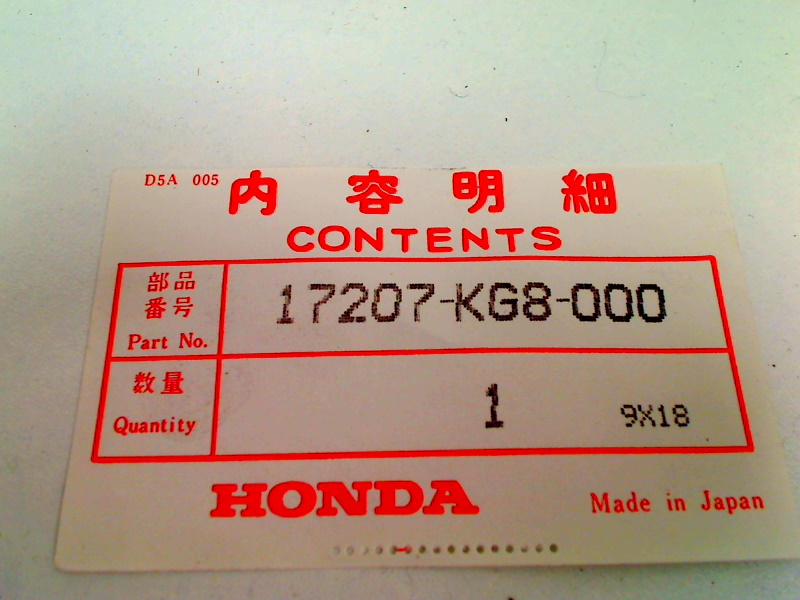 D5A 005
内容明細
CONTENTS
部品
番号
Part No.
17207-KG8-000
数量
Quantity
1
9X18
HONDA
Made in Japan